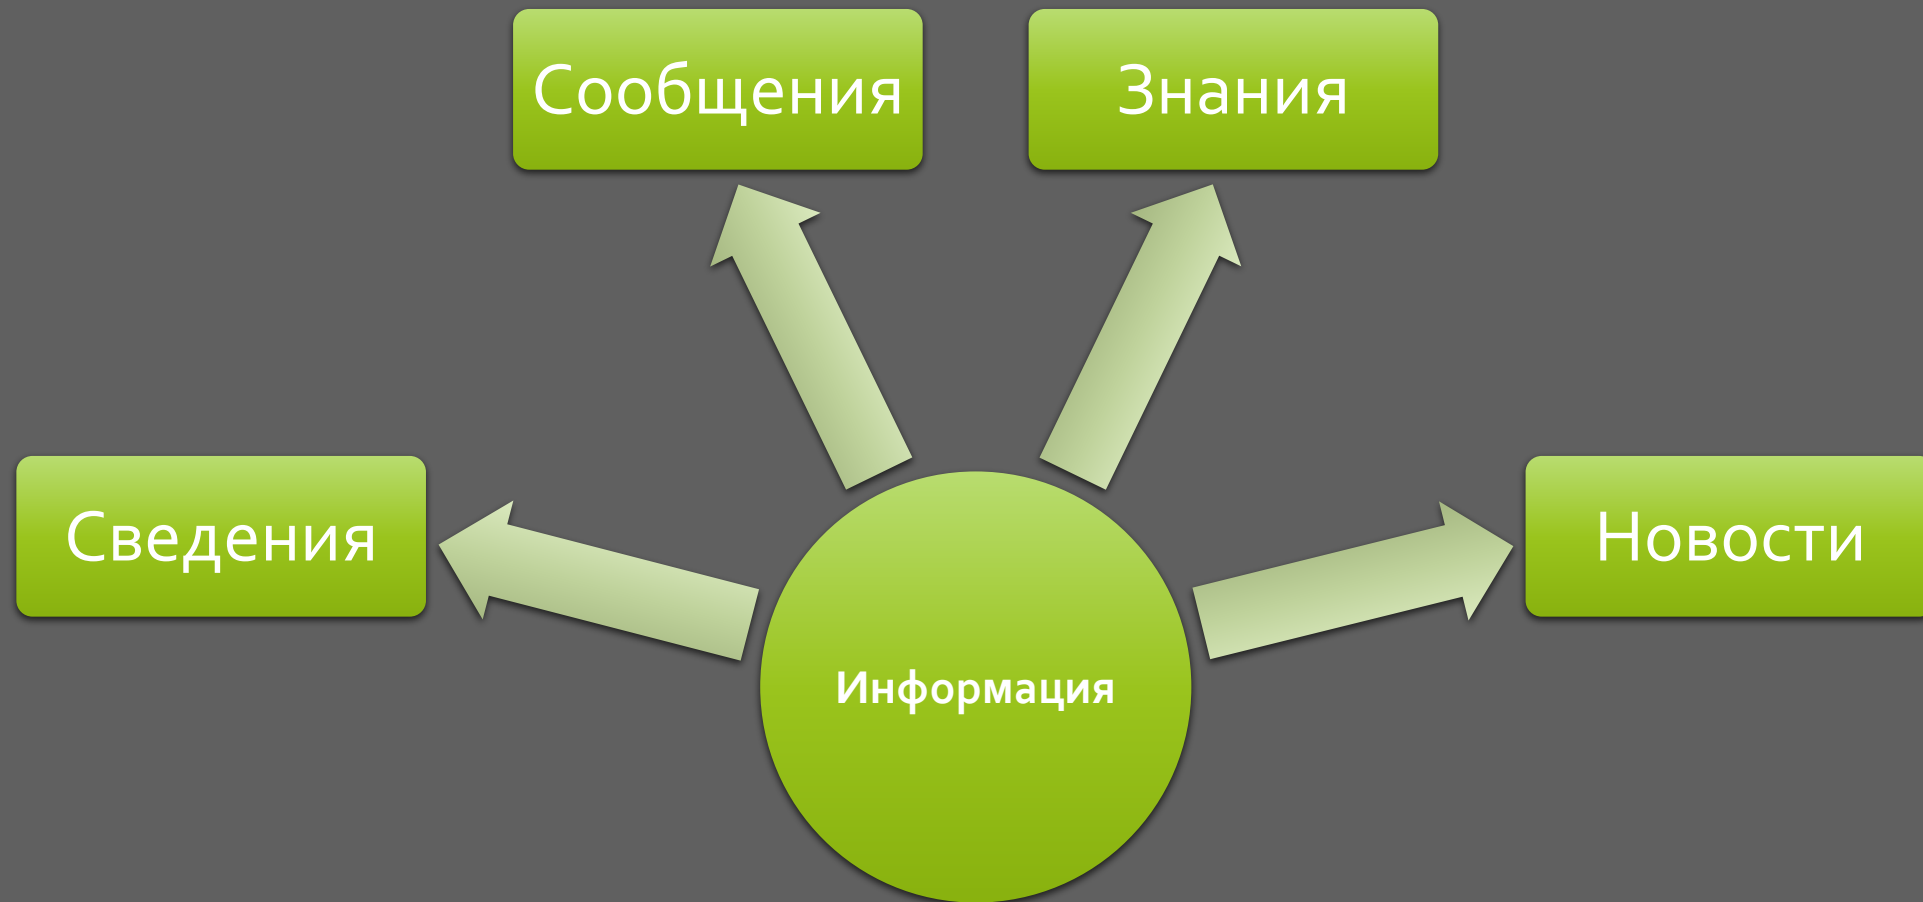 Сообщения
Знания
Сведения
Новости
Информация